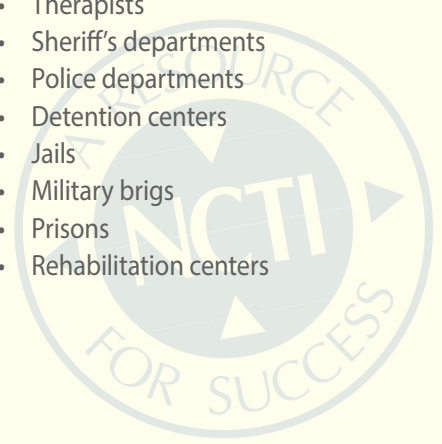 • Therapists
• Sheriff’s departments
• Police departments
• Detention centers
• Jails
• Military brigs
• Prisons
• Rehabilitation centers
A RESOURCE
NCTI
FOR SUCCESS